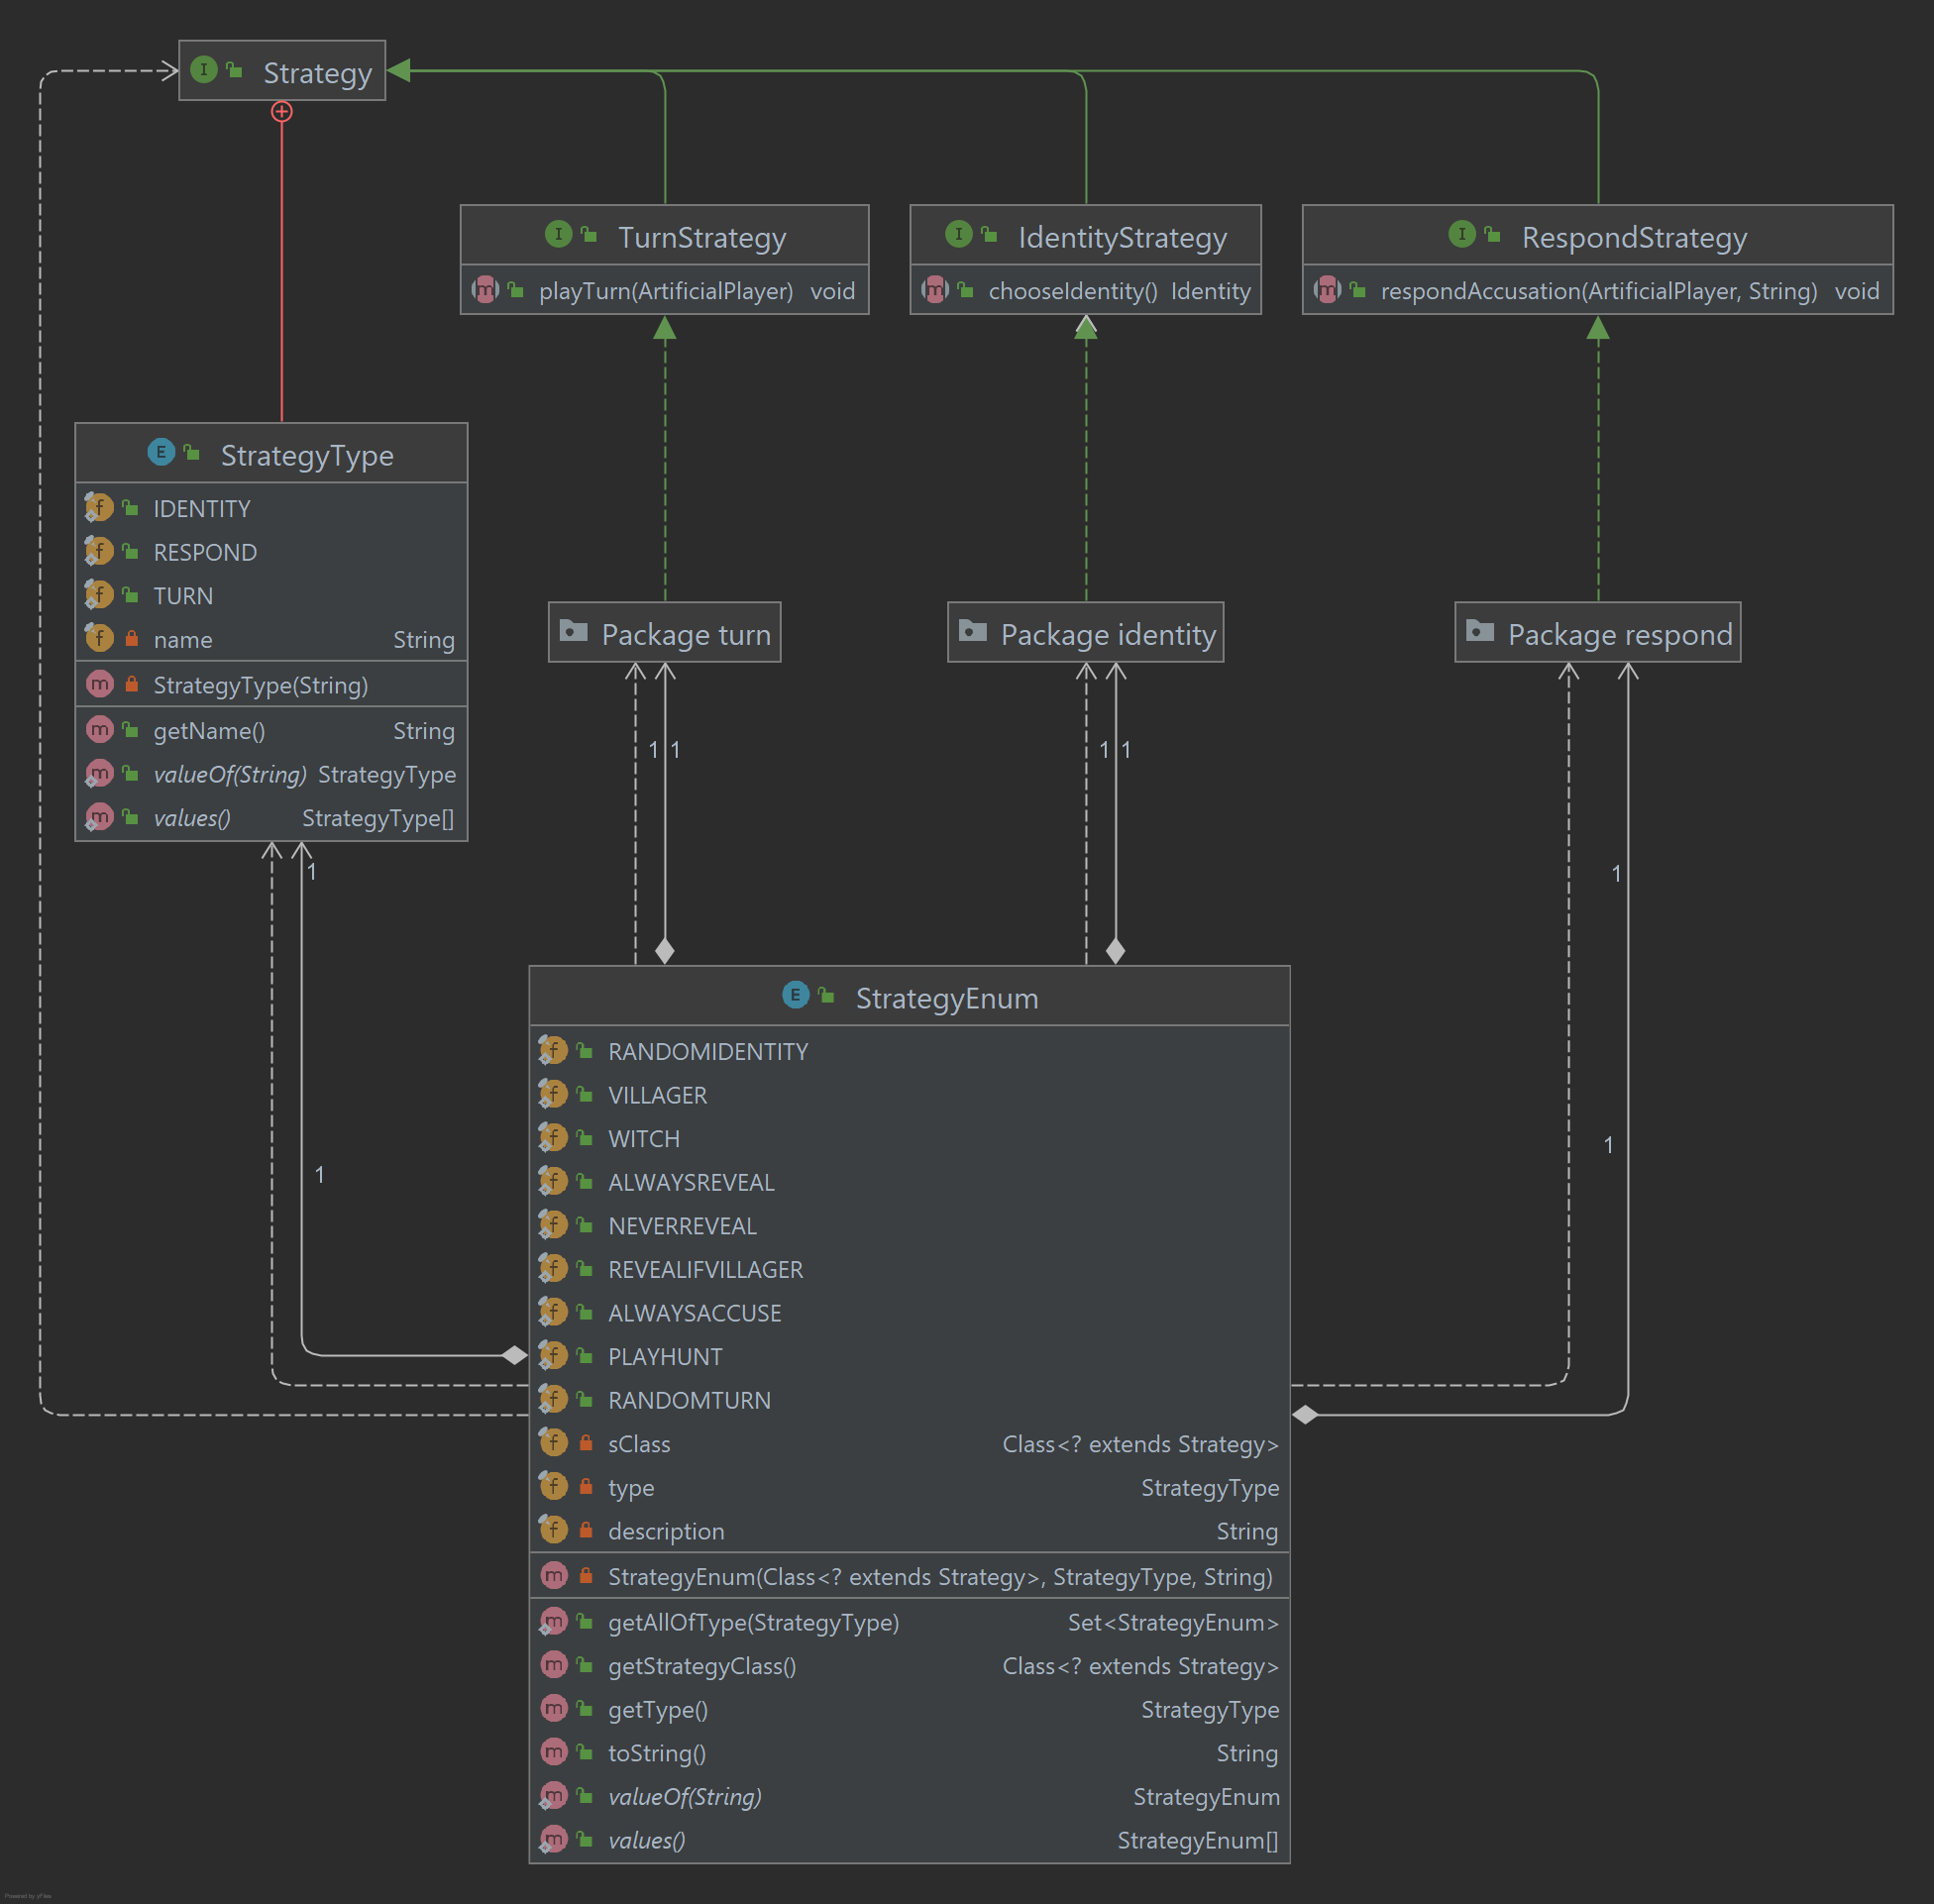 Strategy
TurnStrategy
playTurn(ArtificialPlayer) void
IdentityStrategy
chooseIdentity() Identity
RespondStrategy
respondAccusation(ArtificialPlayer, String) void
StrategyType
IDENTITY
RESPOND
TURN
name String
StrategyType(String)
getName() String
valueOf(String) StrategyType
values() StrategyType[]
Package turn
Package identity
Package respond
1 1
1 1
1
1
1
1
StrategyEnum
RANDOMIDENTITY
VILLAGER
WITCH
ALWAYSREVEAL
NEVERREVEAL
REVEALIFVILLAGER
ALWAYSACCUSE
PLAYHUNT
RANDOMTURN
sClass Class<? extends Strategy>
type StrategyType
description String
StrategyEnum(Class<? extends Strategy>, StrategyType, String)
getAllOfType(StrategyType) Set<StrategyEnum>
getStrategyClass() Class<? extends Strategy>
getType() StrategyType
toString() String
valueOf(String) StrategyEnum
values() StrategyEnum[]
Powered by yFiles